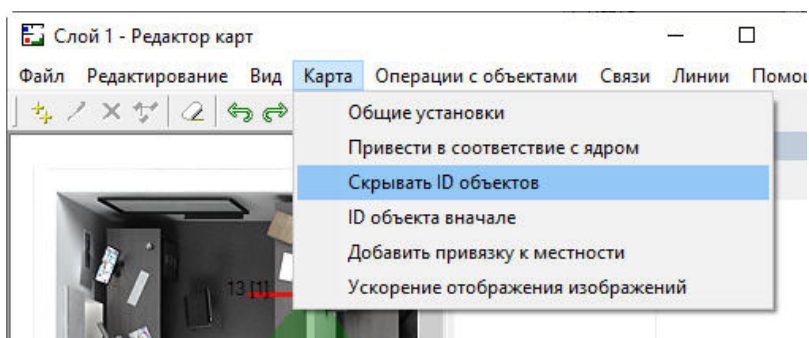 Слой 1 - Редактор карт
Файл Редактирование Вид Карта Операции с объектами Связи Линии
Общие установки
Привести в соответствие с ядром
Скрывать ID объектов
ID объекта вначале
Добавить привязку к местности
Ускорение отображения изображений
13 [1]